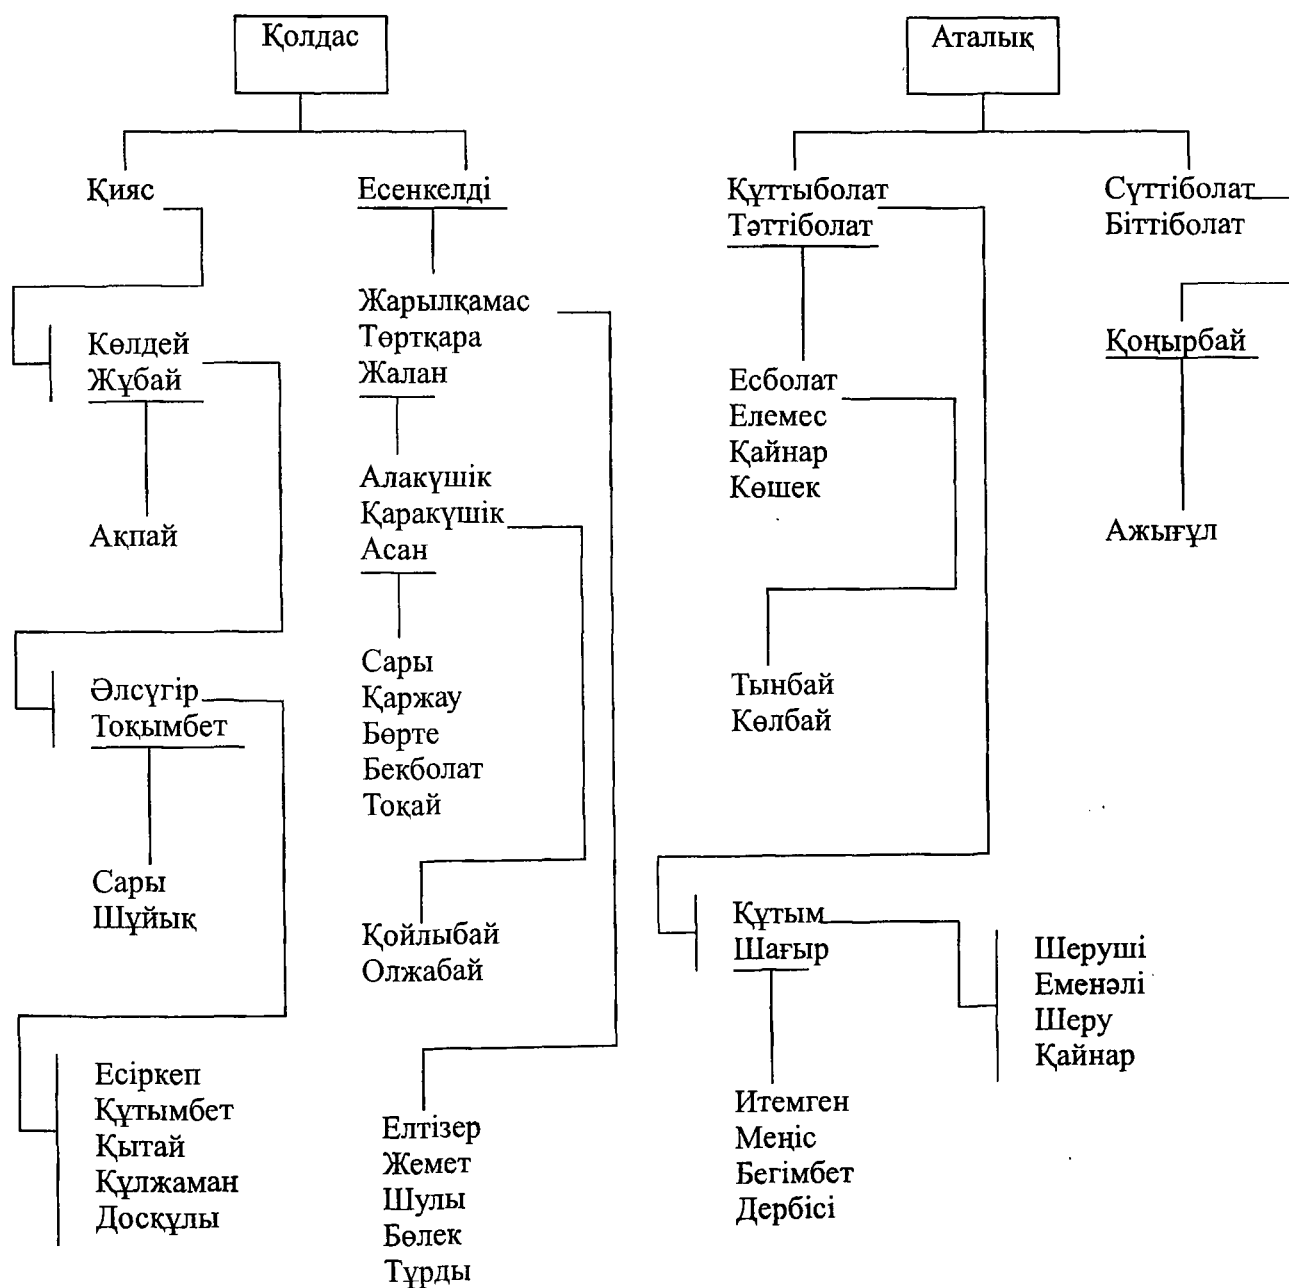 Қолдас
Аталық
Қияс
Есенкелді
Құттыболат
Тәттіболат
Сүттіболат
Біттіболат
Көлдей
Жұбай
Жарылқамас
Төртқара
Жалан
Есболат
Елемес
Қайнар
Көшек
Қоңырбай
Ақпай
Алакүшік
Қаракүшік
Асан
Ажығұл
Әлсүгір
Тоқымбет
Сары
Қаржау
Бөрте
Бекболат
Тоқай
Тынбай
Көлбай
Сары
Шұйық
Қойлыбай
Олжабай
Құтым
Шағыр
Шеруші
Еменәлі
Шеру
Қайнар
Есіркеп
Құтымбет
Қытай
Құлжаман
Досқұлы
Елтізер
Жемет
Шулы
Бөлек
Тұрды
Итемген
Меңіс
Бегімбет
Дербісі